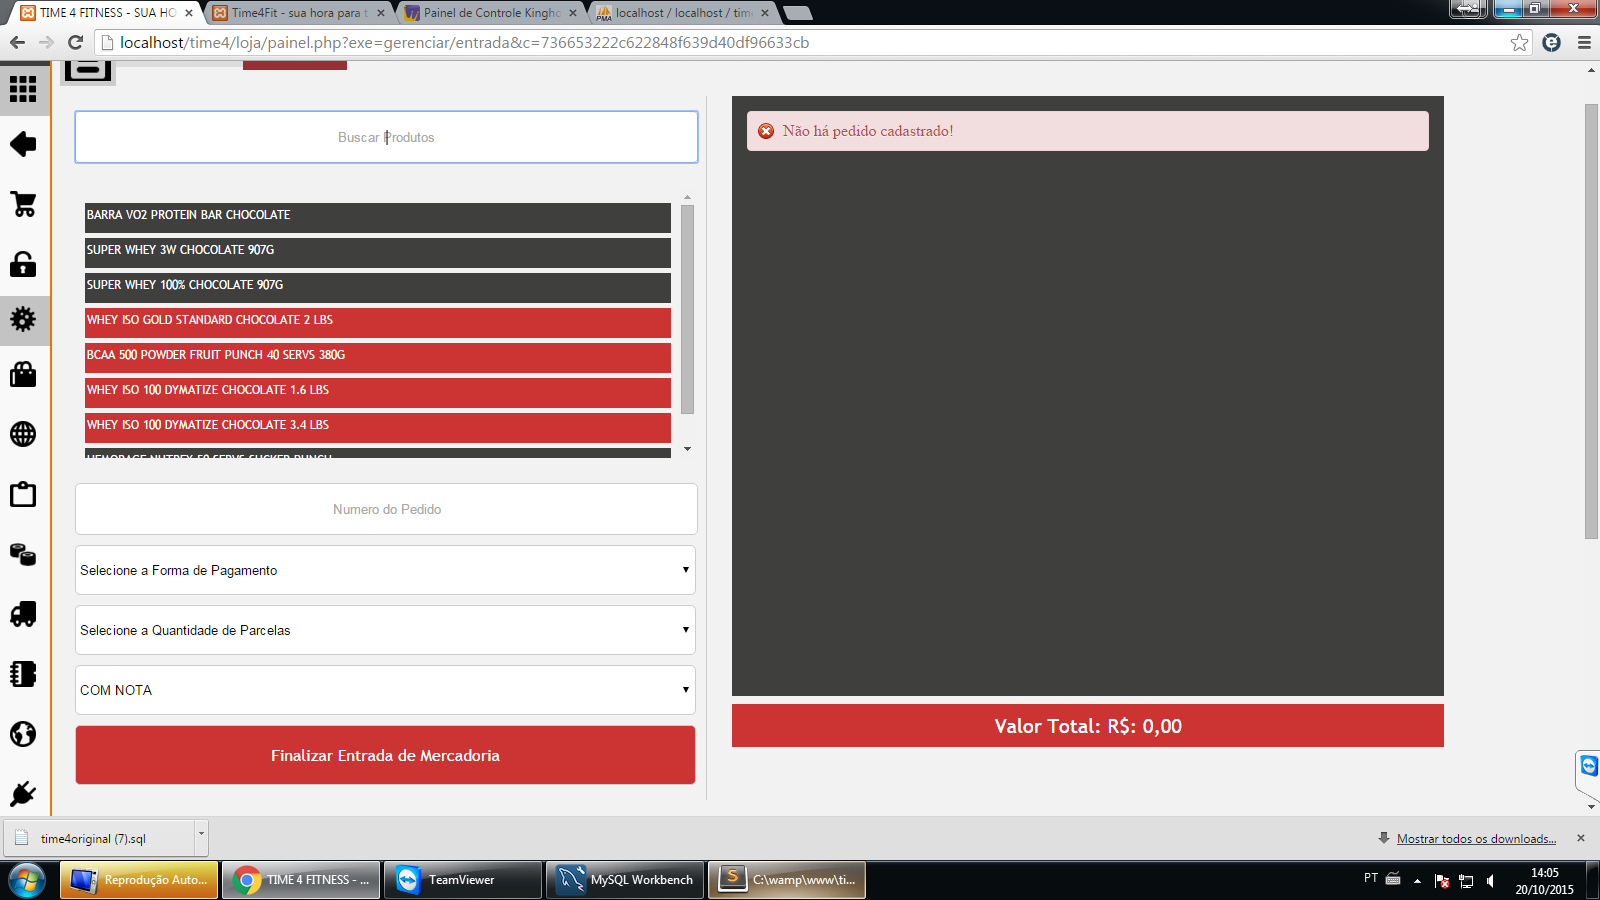 TIME 4 FITNESS - SUA HO
Time4Fit - sua hora para t
Painel de Controle Kingho
localhost / localhost / tim
localhost/time4/loja/painel.php?exe=gerenciar/entrada&c=736653222c622848f639d40df96633cb
Buscar Produtos
Não há pedido cadastrado!
BARRA VO2 PROTEIN BAR CHOCOLATE
SUPER WHEY 3W CHOCOLATE 907G
SUPER WHEY 100% CHOCOLATE 907G
WHEY ISO GOLD STANDARD CHOCOLATE 2 LBS
BCAA 500 POWDER FRUIT PUNCH 40 SERVS 380G
WHEY ISO 100 DYMATIZE CHOCOLATE 1.6 LBS
WHEY ISO 100 DYMATIZE CHOCOLATE 3.4 LBS
Numero do Pedido
Selecione a Forma de Pagamento
Selecione a Quantidade de Parcelas
COM NOTA
Finalizar Entrada de Mercadoria
Valor Total: R$: 0,00
time4original (7).sql
Mostrar todos os downloads...
Reprodução Auto...
TIME 4 FITNESS - ...
TeamViewer
MySQL Workbench
C:\wamp\www\ti...
PT
14:05
20/10/2015